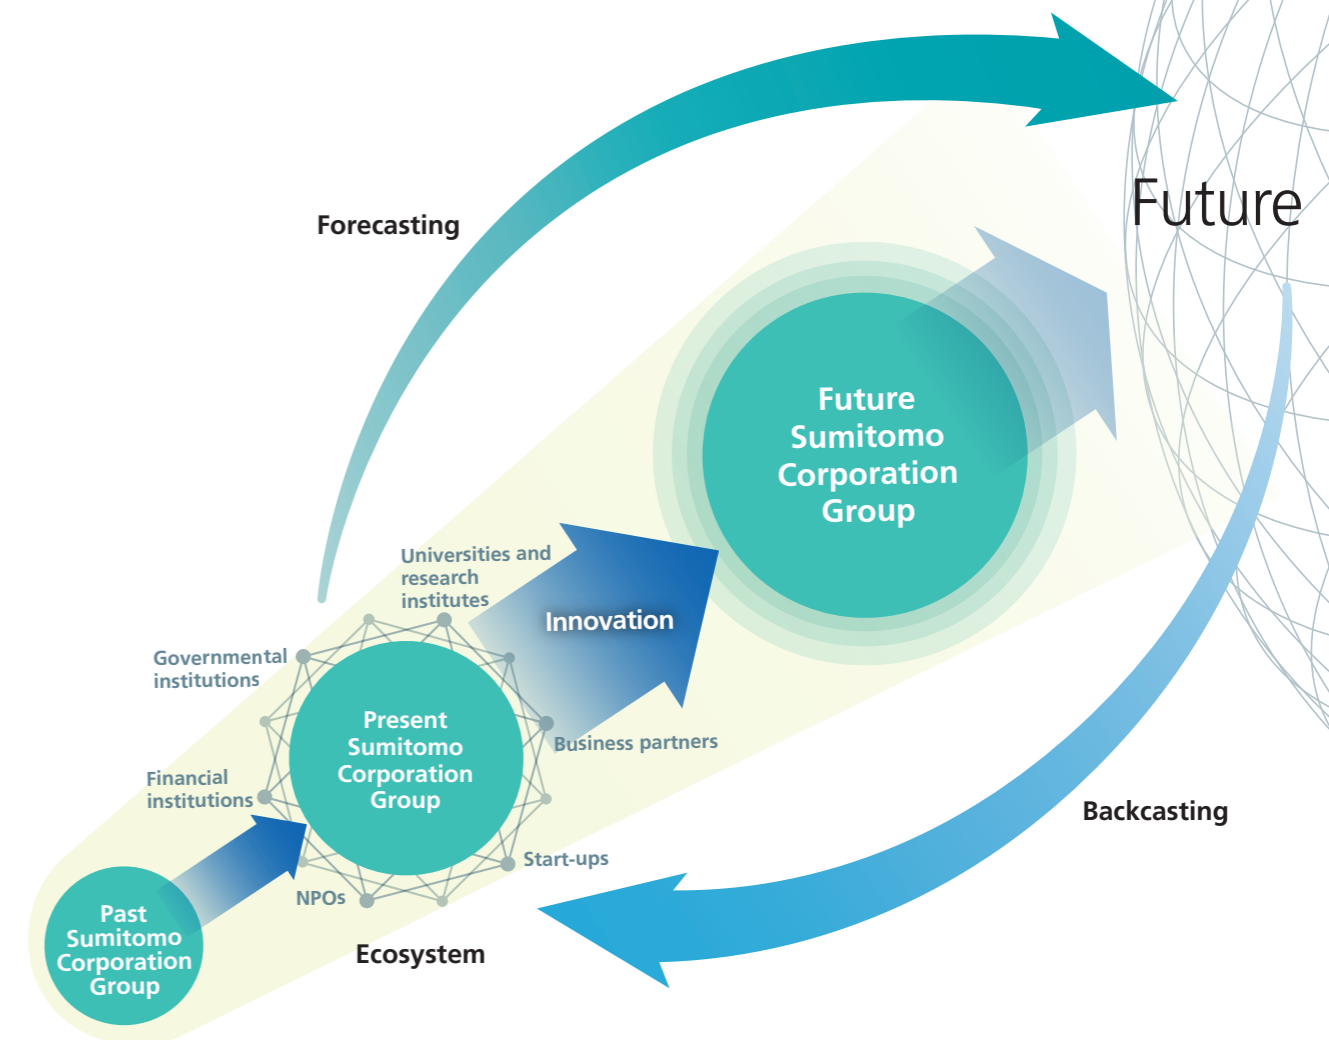 Future
Forecasting
Future
Sumitomo
Corporation
Group
Universities and
research
institutes
Innovation
Governmental
institutions
Present
Sumitomo
Corporation
Group
Business partners
Financial
institutions
Backcasting
Start-ups
NPOs
Past
Sumitomo
Corporation
Group
Ecosystem